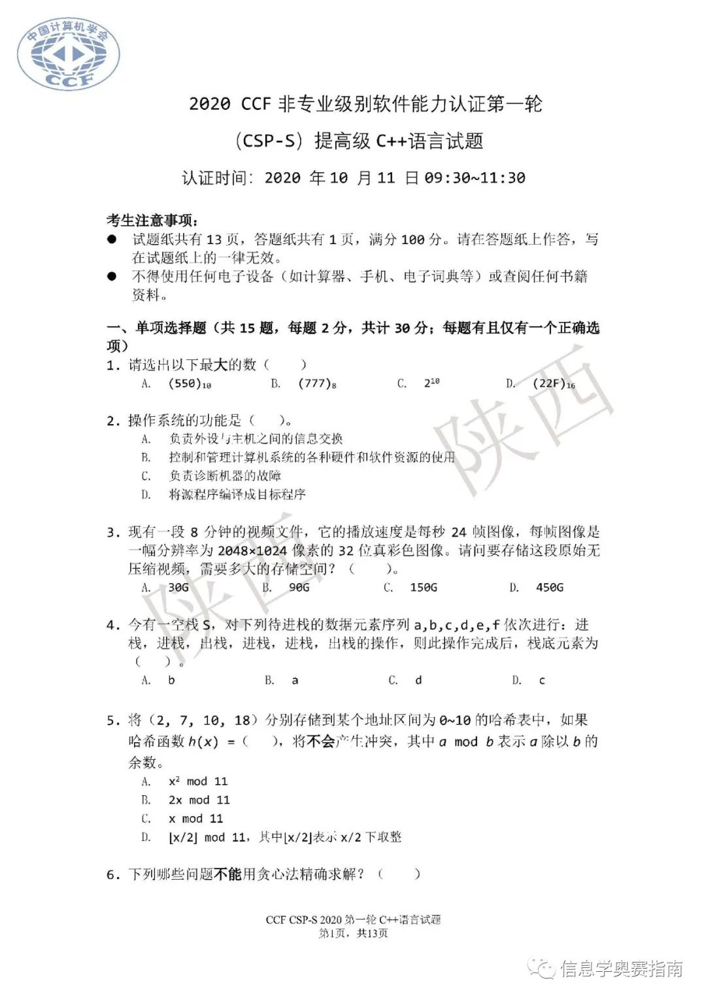 中国计算机学会
CCF
2020 CCF 非专业级别软件能力认证第一轮
（CSP-S）提高级 C++语言试题
认证时间：2020 年 10 月 11 日 09:30~11:30
考生注意事项：
● 试题纸共有 13 页，答题纸共有 1 页，满分 100 分。请在答题纸上作答，写
在试题纸上的一律无效。
● 不得使用任何电子设备（如计算器、手机、电子词典等）或查阅任何书籍
资料。
一、单项选择题（共 15 题，每题 2 分，共计 30 分；每题有且仅有一个正确选
项）
1. 请选出以下最大的数（ ）
A. (550)₁₀ B. (777)₈ C. 2¹⁰ D. (22F)₁₆
2. 操作系统的功能是（ ）。
A. 负责外设与主机之间的信息交换
B. 控制和管理计算机系统的各种硬件和软件资源的使用
C. 负责诊断机器的故障
D. 将源程序编译成目标程序
3. 现有一段 8 分钟的视频文件，它的播放速度是每秒 24 帧图像，每帧图像是
一幅分辨率为 2048×1024 像素的 32 位真彩色图像。请问要存储这段原始无
压缩视频，需要多大的存储空间？（ ）。
A. 30G B. 90G C. 150G D. 450G
4. 今有一空栈 S，对下列待进栈的数据元素序列 a,b,c,d,e,f 依次进行：进
栈，进栈，出栈，进栈，进栈，出栈的操作，则此操作完成后，栈底元素为
（ ）。
A. b B. a C. d D. c
5. 将（2, 7, 10, 18）分别存储到某个地址区间为 0~10 的哈希表中，如果
哈希函数 h(x) =（ ），将不会产生冲突，其中 a mod b 表示 a 除以 b 的
余数。
A. x² mod 11
B. 2x mod 11
C. x mod 11
D. ⌊x/2⌋ mod 11，其中⌊x/2⌋表示 x/2 下取整
6. 下列哪些问题不能用贪心法精确求解？（ ）
CCF CSP-S 2020 第一轮 C++语言试题
第1页，共13页
陕西
陕西
信息学奥赛指南